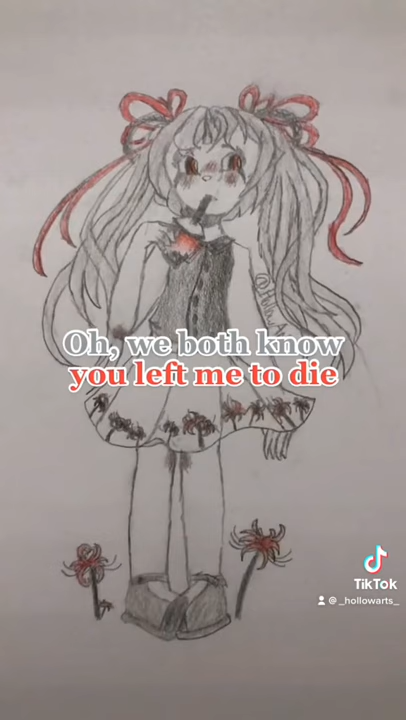 Oh, we both know
you left me to die
TikTok
@_hollowarts_